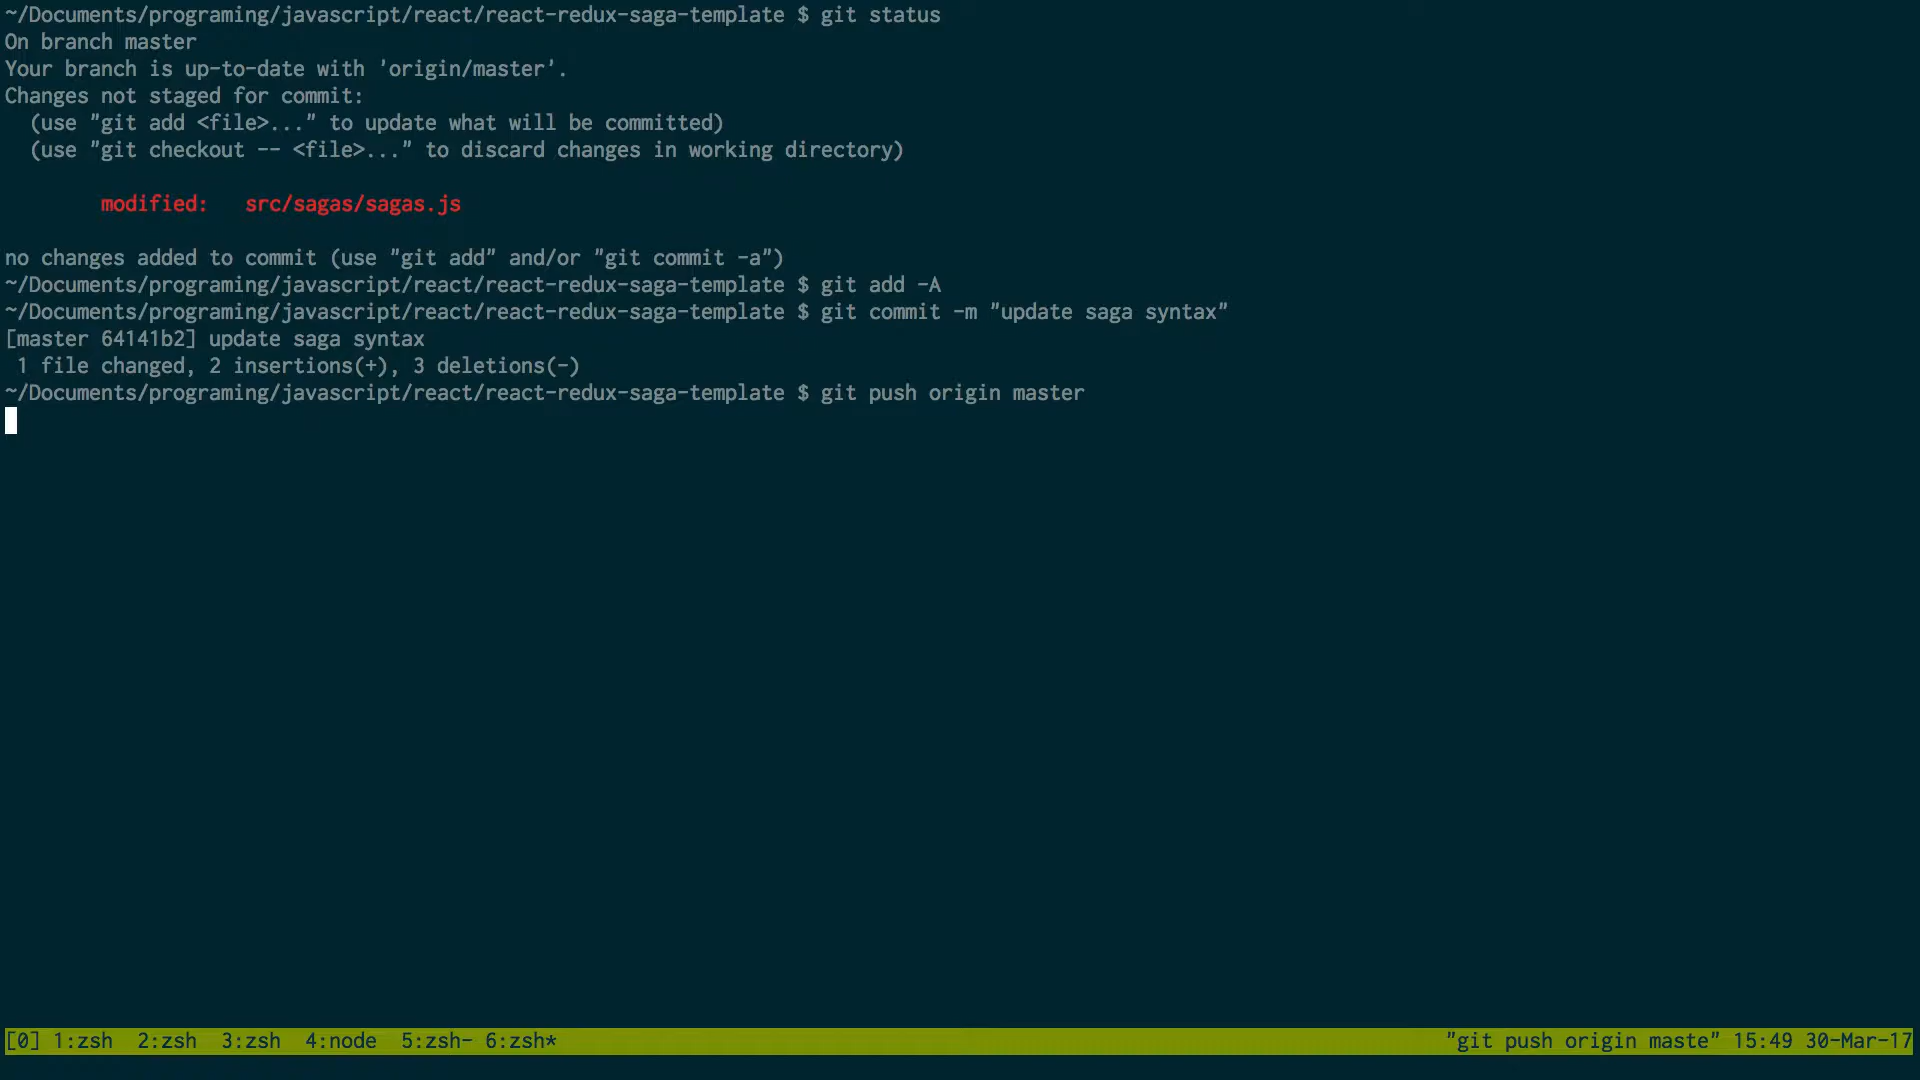 ~/Documents/programing/javascript/react/react-redux-saga-template $ git status
On branch master
Your branch is up-to-date with 'origin/master'.
Changes not staged for commit:
  (use "git add <file>..." to update what will be committed)
  (use "git checkout -- <file>..." to discard changes in working directory)
        modified:   src/sagas/sagas.js
no changes added to commit (use "git add" and/or "git commit -a")
~/Documents/programing/javascript/react/react-redux-saga-template $ git add -A
~/Documents/programing/javascript/react/react-redux-saga-template $ git commit -m "update saga syntax"
[master 64141b2] update saga syntax
 1 file changed, 2 insertions(+), 3 deletions(-)
~/Documents/programing/javascript/react/react-redux-saga-template $ git push origin master
[0] 1:zsh  2:zsh  3:zsh  4:node  5:zsh- 6:zsh* "git push origin maste" 15:49 30-Mar-17